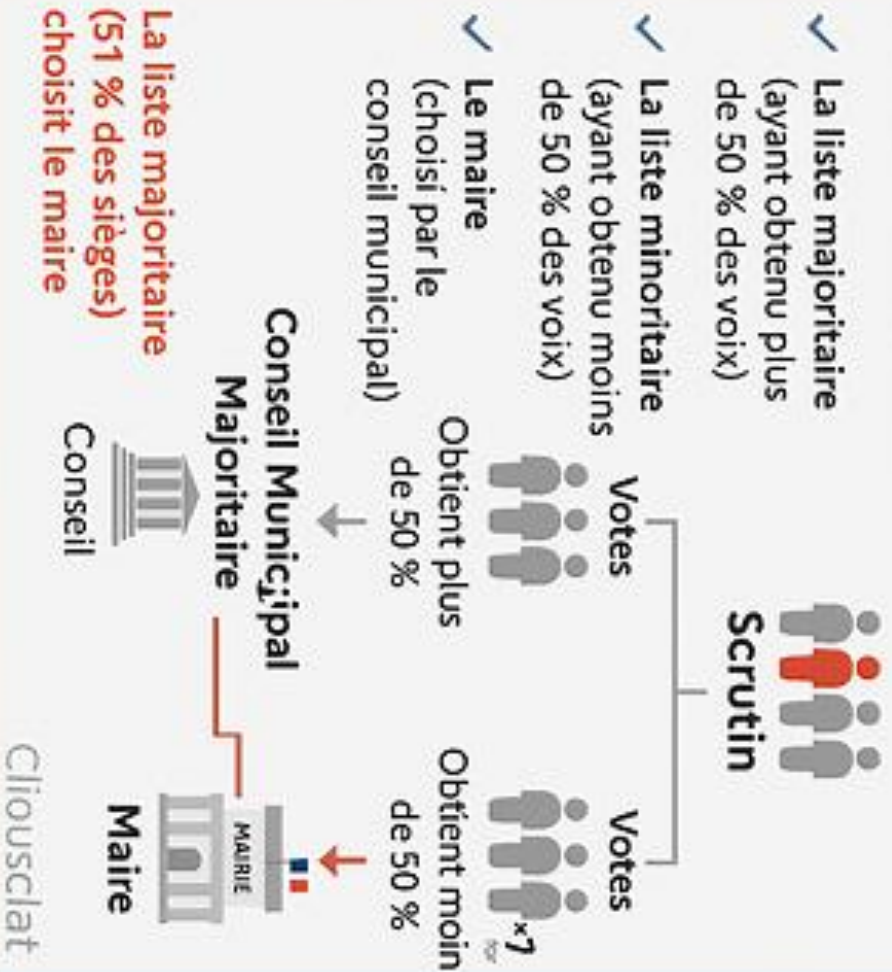 La liste majoritaire
(ayant obtenu plus
de 50 % des voix)
La liste minoritaire
(ayant obtenu moins
de 50 % des voix)
Le maire
(choisi par le
conseil municipal)
La liste majoritaire
(51 % des sièges)
choisit le maire
Scrutin
Votes
Obtient plus
de 50 %
Conseil Municipal
Majoritaire
Conseil
Votes
×7
Obtient moin
de 50 %
MAIRIE
Maire
Cliousclat